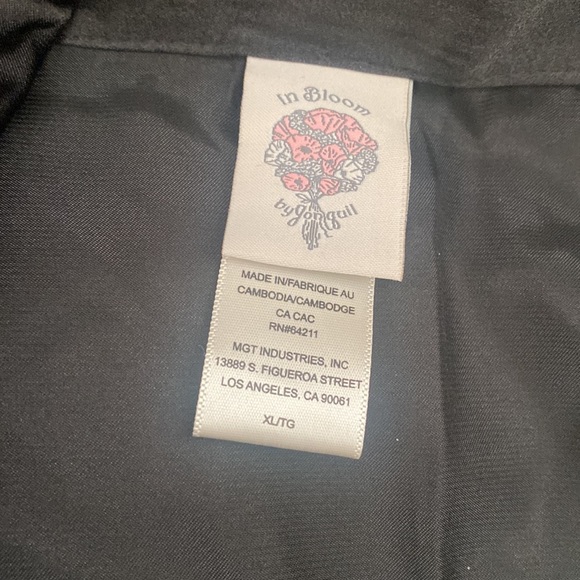 In Bloom
by Jonquil
MADE IN/FABRIQUE AU
CAMBODIA/CAMBODGE
CA CAC
RN#64211
MGT INDUSTRIES, INC
13889 S. FIGUEROA STREET
LOS ANGELES, CA 90061
XL/TG